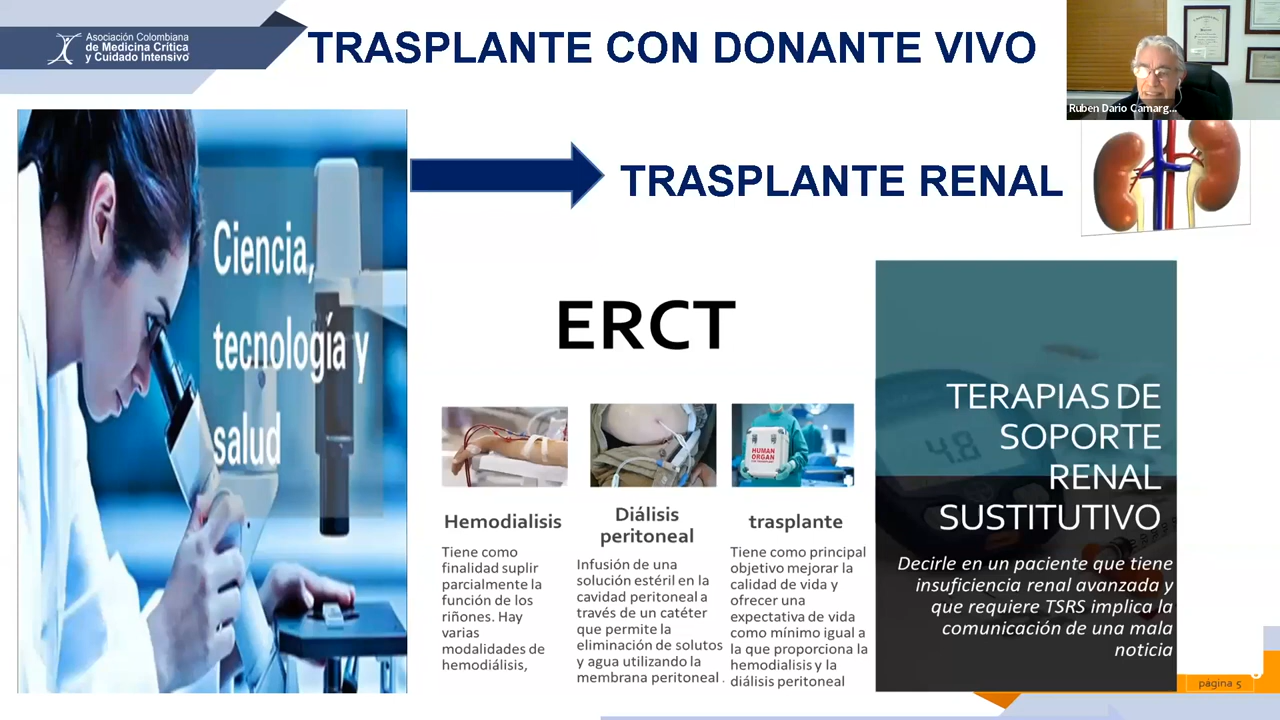 Asociación Colombiana
de Medicina Crítica
y Cuidado Intensivo
TRASPLANTE CON DONANTE VIVO
Ruben Dario Camarg...
Ciencia,
tecnología y
salud
TRASPLANTE RENAL
ERCT
HUMAN
ORGAN
Hemodialisis
Tiene como
finalidad suplir
parcialmente la
función de los
riñones. Hay
varias
modalidades de
hemodiálisis,
Diálisis
peritoneal
Infusión de una
solución estéril en la
cavidad peritoneal a
través de un catéter
que permite la
eliminación de solutos
y agua utilizando la
membrana peritoneal .
trasplante
Tiene como principal
objetivo mejorar la
calidad de vida y
ofrecer una
expectativa de vida
como mínimo igual a
la que proporciona la
hemodialisis y la
diálisis peritoneal
4.8
TERAPIAS DE
SOPORTE
RENAL
SUSTITUTIVO
Decirle en un paciente que tiene
insuficiencia renal avanzada y
que requiere TSRS implica la
comunicación de una mala
noticia
página 5